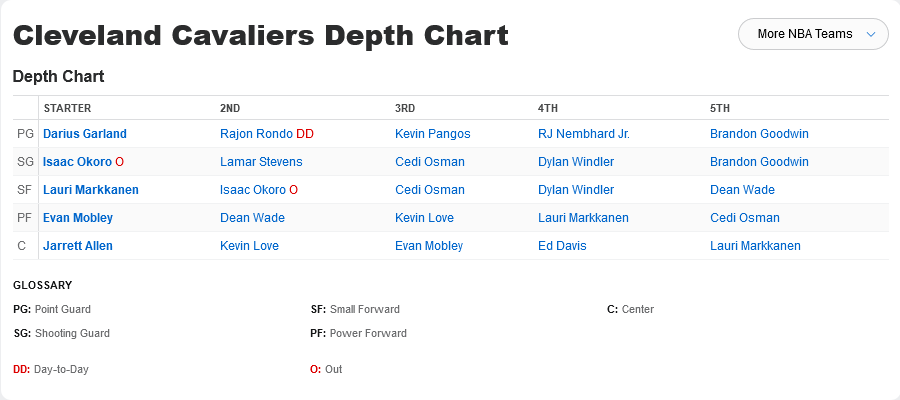 Cleveland Cavaliers Depth Chart
More NBA Teams
Depth Chart
STARTER 2ND 3RD 4TH 5TH
PG Darius Garland Rajon Rondo DD Kevin Pangos RJ Nembhard Jr. Brandon Goodwin
SG Isaac Okoro O Lamar Stevens Cedi Osman Dylan Windler Brandon Goodwin
SF Lauri Markkanen Isaac Okoro O Cedi Osman Dylan Windler Dean Wade
PF Evan Mobley Dean Wade Kevin Love Lauri Markkanen Cedi Osman
C Jarrett Allen Kevin Love Evan Mobley Ed Davis Lauri Markkanen
GLOSSARY
PG: Point Guard SF: Small Forward C: Center
SG: Shooting Guard PF: Power Forward
DD: Day-to-Day O: Out